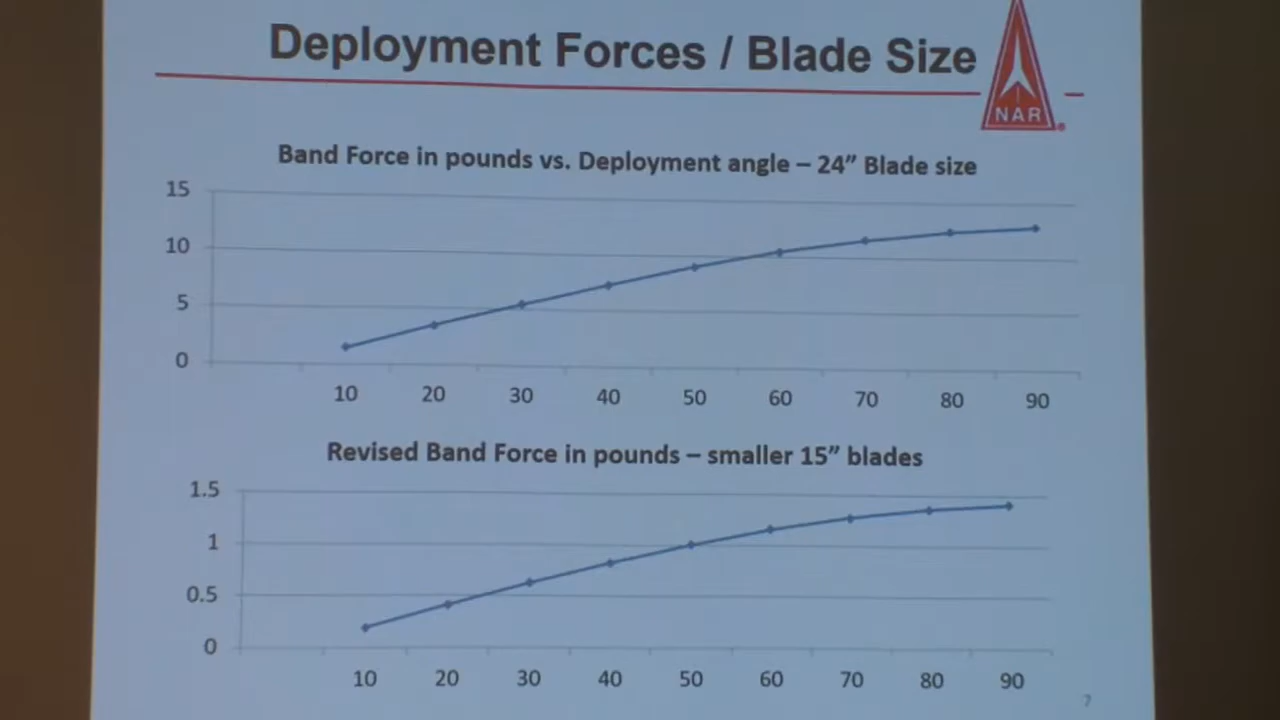 Deployment Forces / Blade Size
NAR
Band Force in pounds vs. Deployment angle – 24” Blade size
15
10
5
0
10 20 30 40 50 60 70 80 90
Revised Band Force in pounds – smaller 15” blades
1.5
1
0.5
0
10 20 30 40 50 60 70 80 90
7